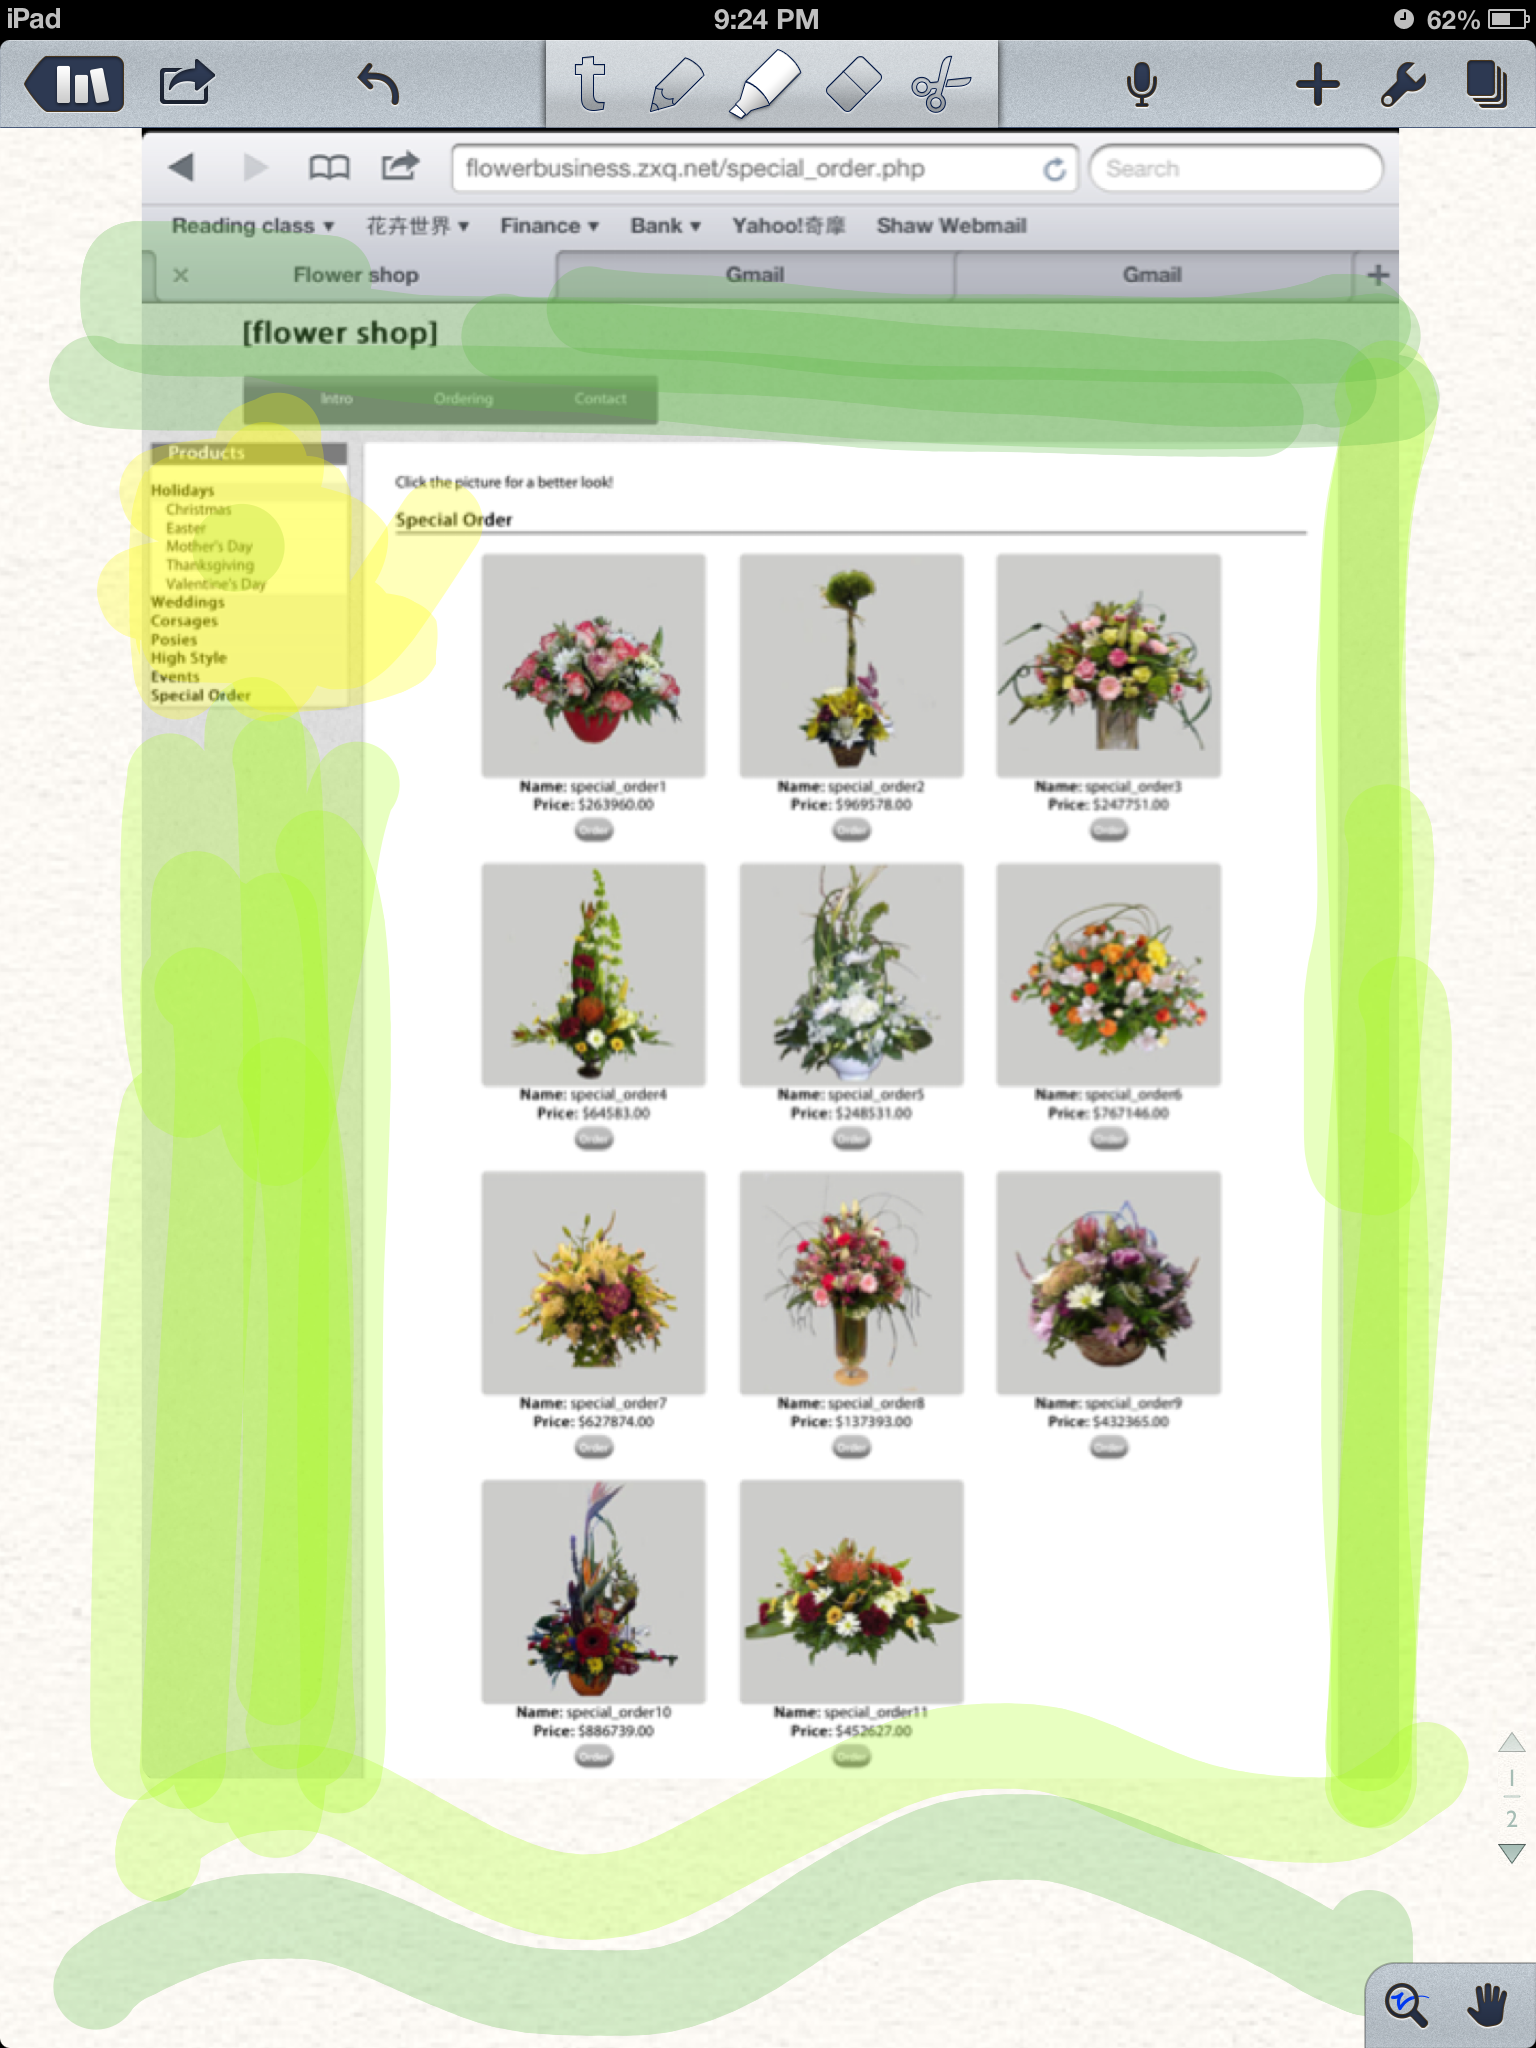 iPad 9:24 PM 62%
t
flowerbusiness.zxq.net/special_order.php Search
Reading class 花卉世界 Finance Bank Yahoo!奇摩 Shaw Webmail
Flower shop Gmail Gmail
[flower shop]
Intro Ordering Contact
Products
Holidays
Christmas
Easter
Mother's Day
Thanksgiving
Valentine's Day
Weddings
Corsages
Posies
High Style
Events
Special Order
Click the picture for a better look!
Special Order
Name: special_order1 Name: special_order2 Name: special_order3
Price: $263960.00 Price: $969578.00 Price: $247751.00
Order Order Order
Name: special_order4 Name: special_order5 Name: special_order6
Price: $64583.00 Price: $248531.00 Price: $767146.00
Order Order Order
Name: special_order7 Name: special_order8 Name: special_order9
Price: $627874.00 Price: $137393.00 Price: $432365.00
Order Order Order
Name: special_order10 Name: special_order11
Price: $886739.00 Price: $452627.00
Order Order
1
2